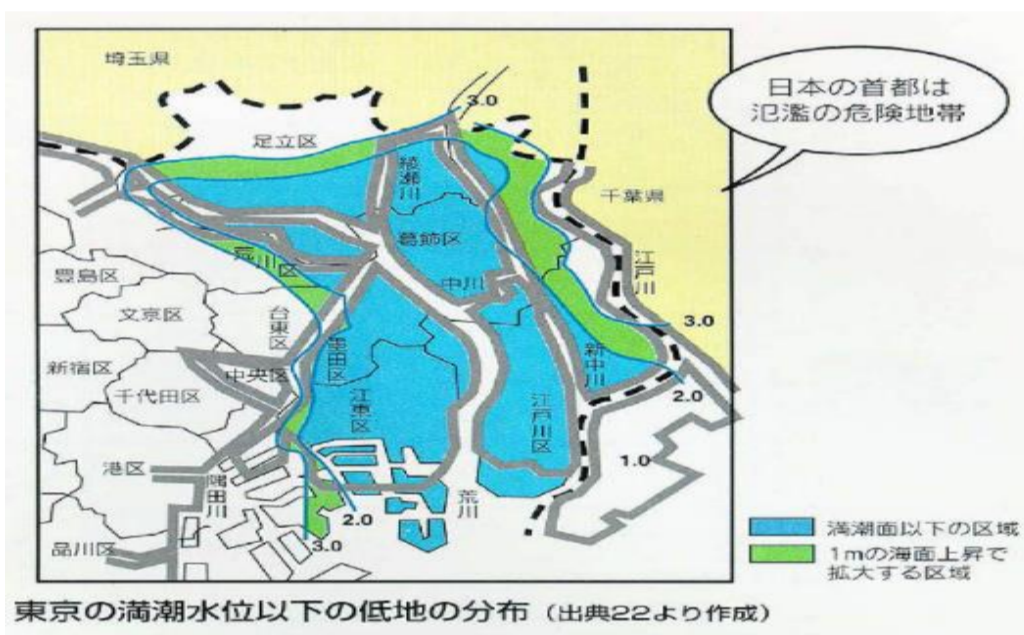 埼玉県
3.0
日本の首都は
氾濫の危険地帯
足立区
綾瀬川
千葉県
葛飾区
荒川区
江戸川
豊島区
中川
文京区
台東区
3.0
墨田区
新宿区
中央区
新中川
千代田区
江東区
江戸川区
2.0
港区
1.0
隅田川
荒川
2.0
品川区
3.0
満潮面以下の区域
1mの海面上昇で
拡大する区域
東京の満潮水位以下の低地の分布（出典22より作成）